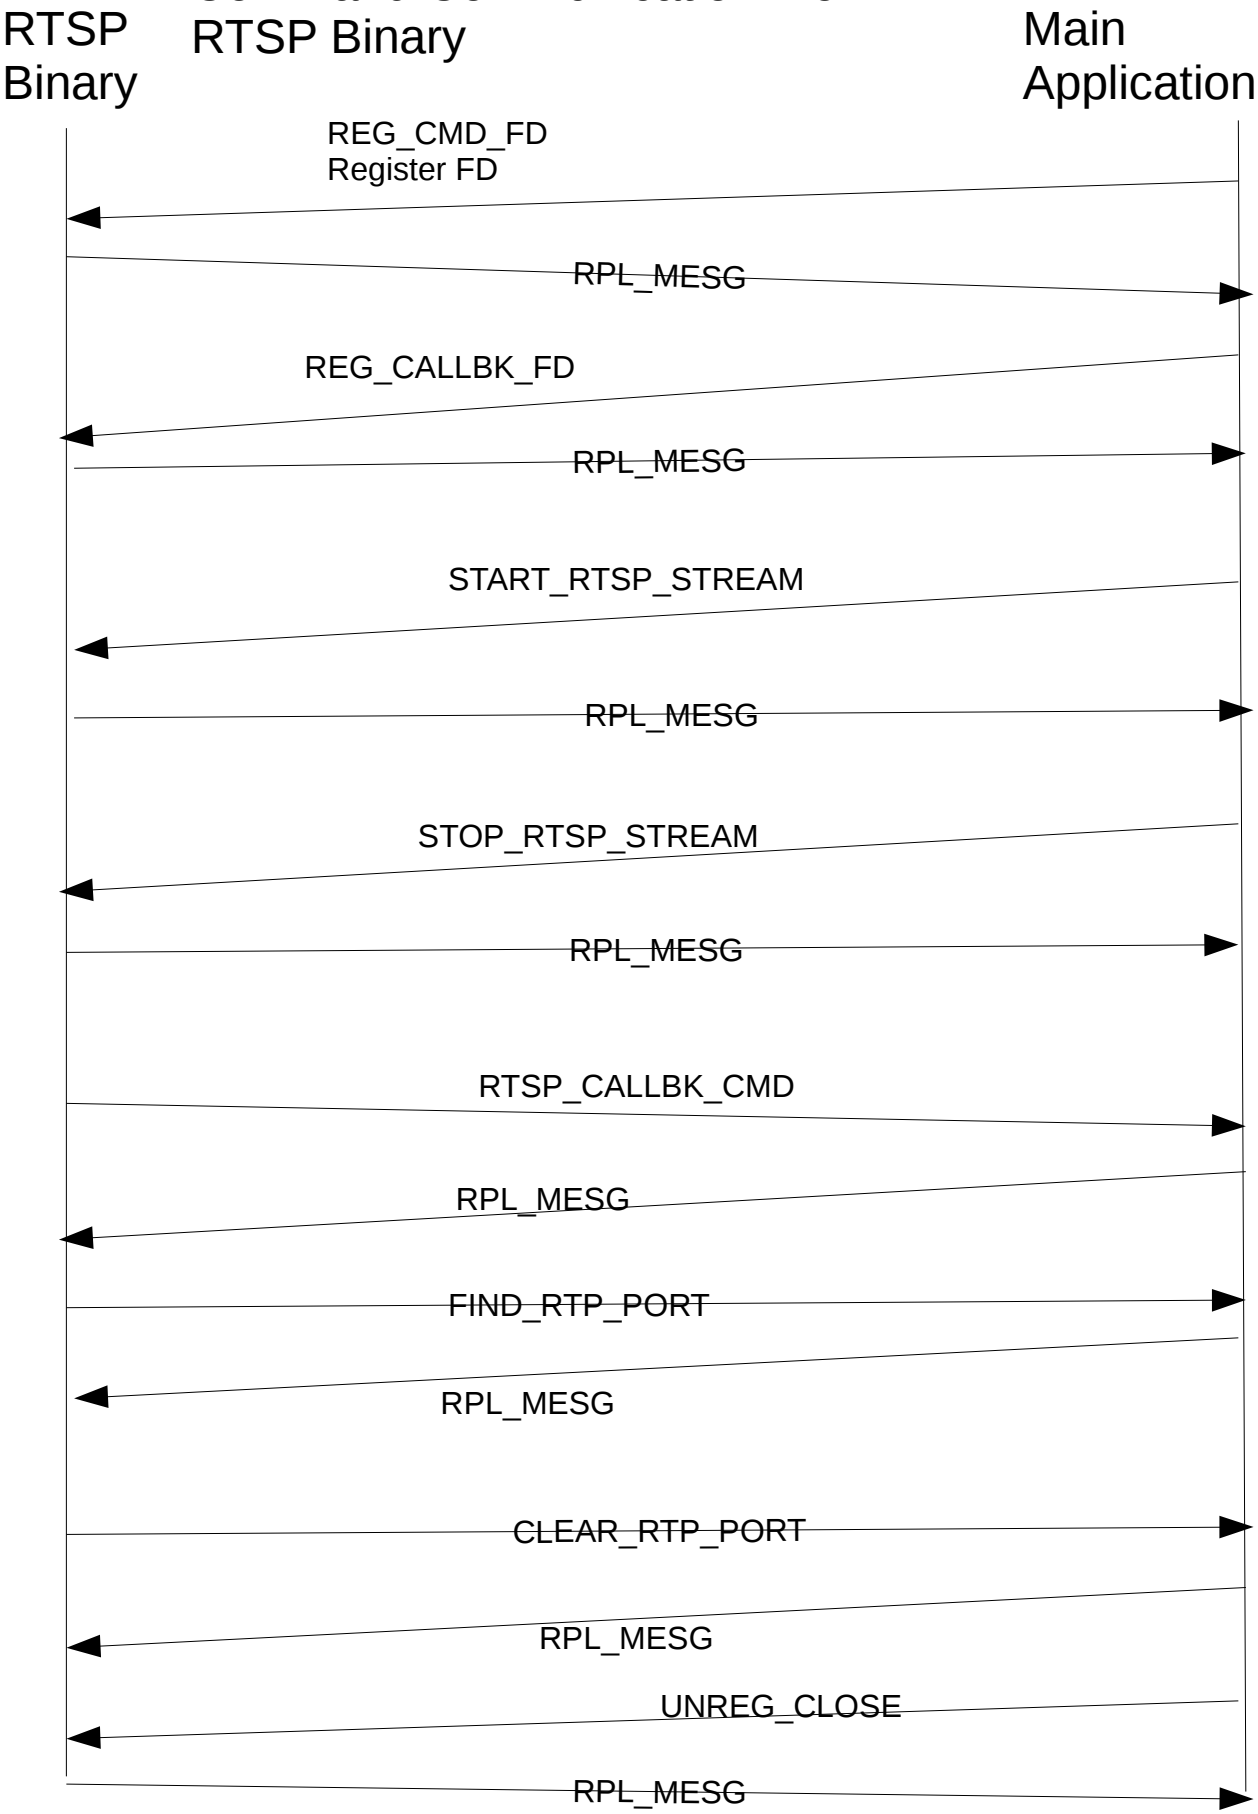 RTSP
Binary
RTSP Binary
Main
Application
REG_CMD_FD
Register FD
RPL_MESG
REG_CALLBK_FD
RPL_MESG
START_RTSP_STREAM
RPL_MESG
STOP_RTSP_STREAM
RPL_MESG
RTSP_CALLBK_CMD
RPL_MESG
FIND_RTP_PORT
RPL_MESG
CLEAR_RTP_PORT
RPL_MESG
UNREG_CLOSE
RPL_MESG